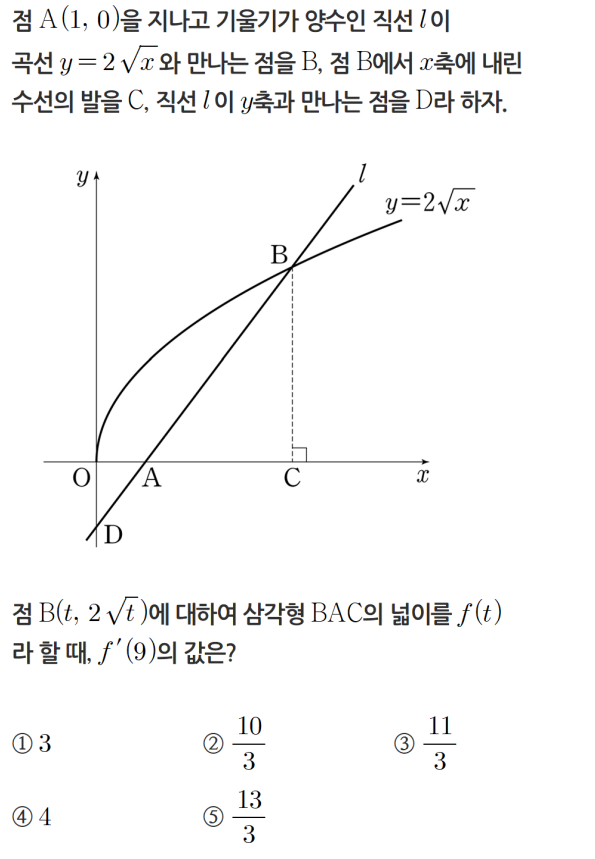 점 A(1, 0)을 지나고 기울기가 양수인 직선 l이
곡선 y=2√x와 만나는 점을 B, 점 B에서 x축에 내린
수선의 발을 C, 직선 l이 y축과 만나는 점을 D라 하자.
l
y
y=2√x
B
O
A
C
x
D
점 B(t, 2√t)에 대하여 삼각형 BAC의 넓이를 f(t)
라 할 때, f′(9)의 값은?
① 3 ② 10/3 ③ 11/3
④ 4 ⑤ 13/3